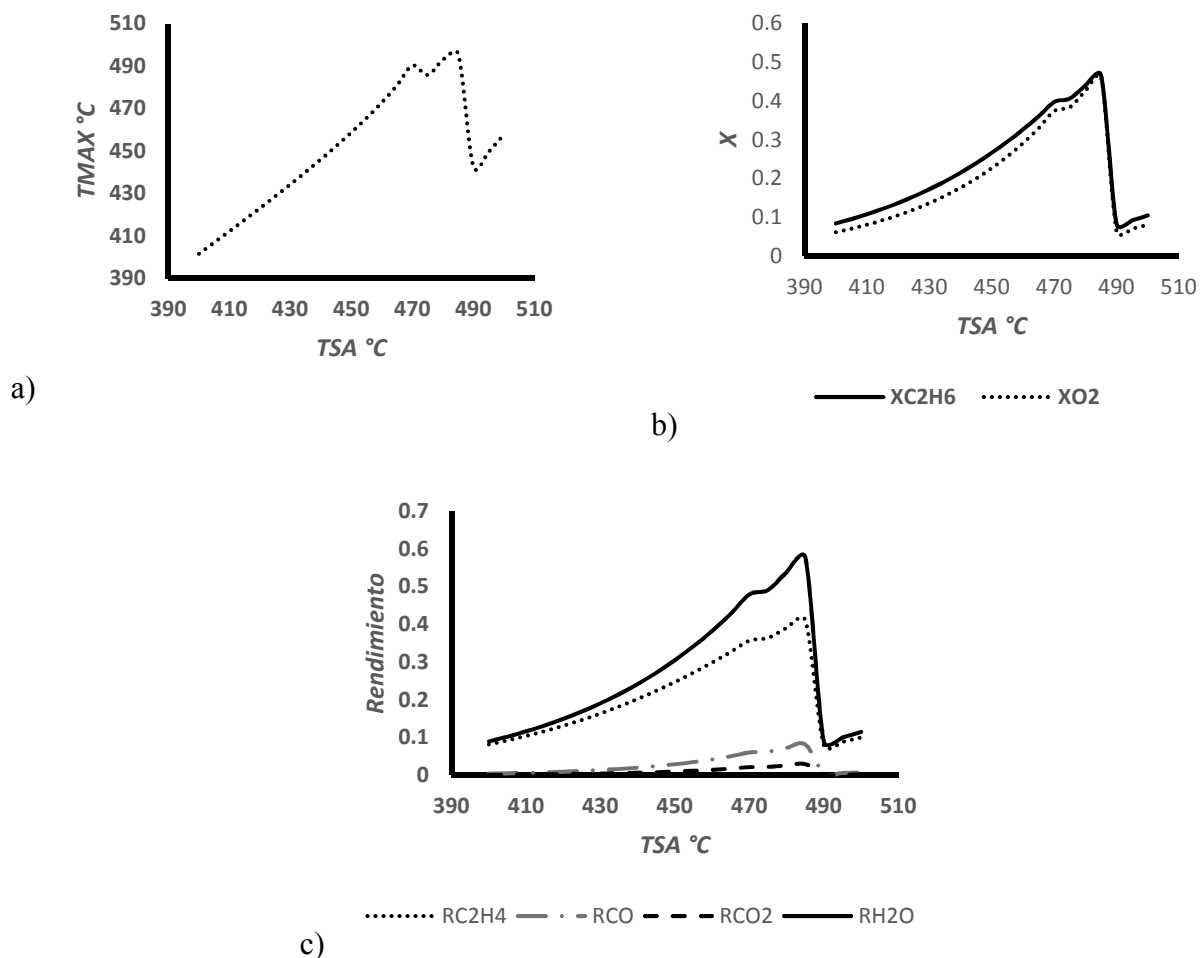 510
490
470
450
430
410
390
TMAX °C
390 410 430 450 470 490 510
TSA °C
a)
0.6
0.5
0.4
0.3
0.2
0.1
0
X
390 410 430 450 470 490 510
TSA °C
XC2H6 XO2
b)
0.7
0.6
0.5
0.4
0.3
0.2
0.1
0
Rendimiento
390 410 430 450 470 490 510
TSA °C
RC2H4 RCO RCO2 RH2O
c)